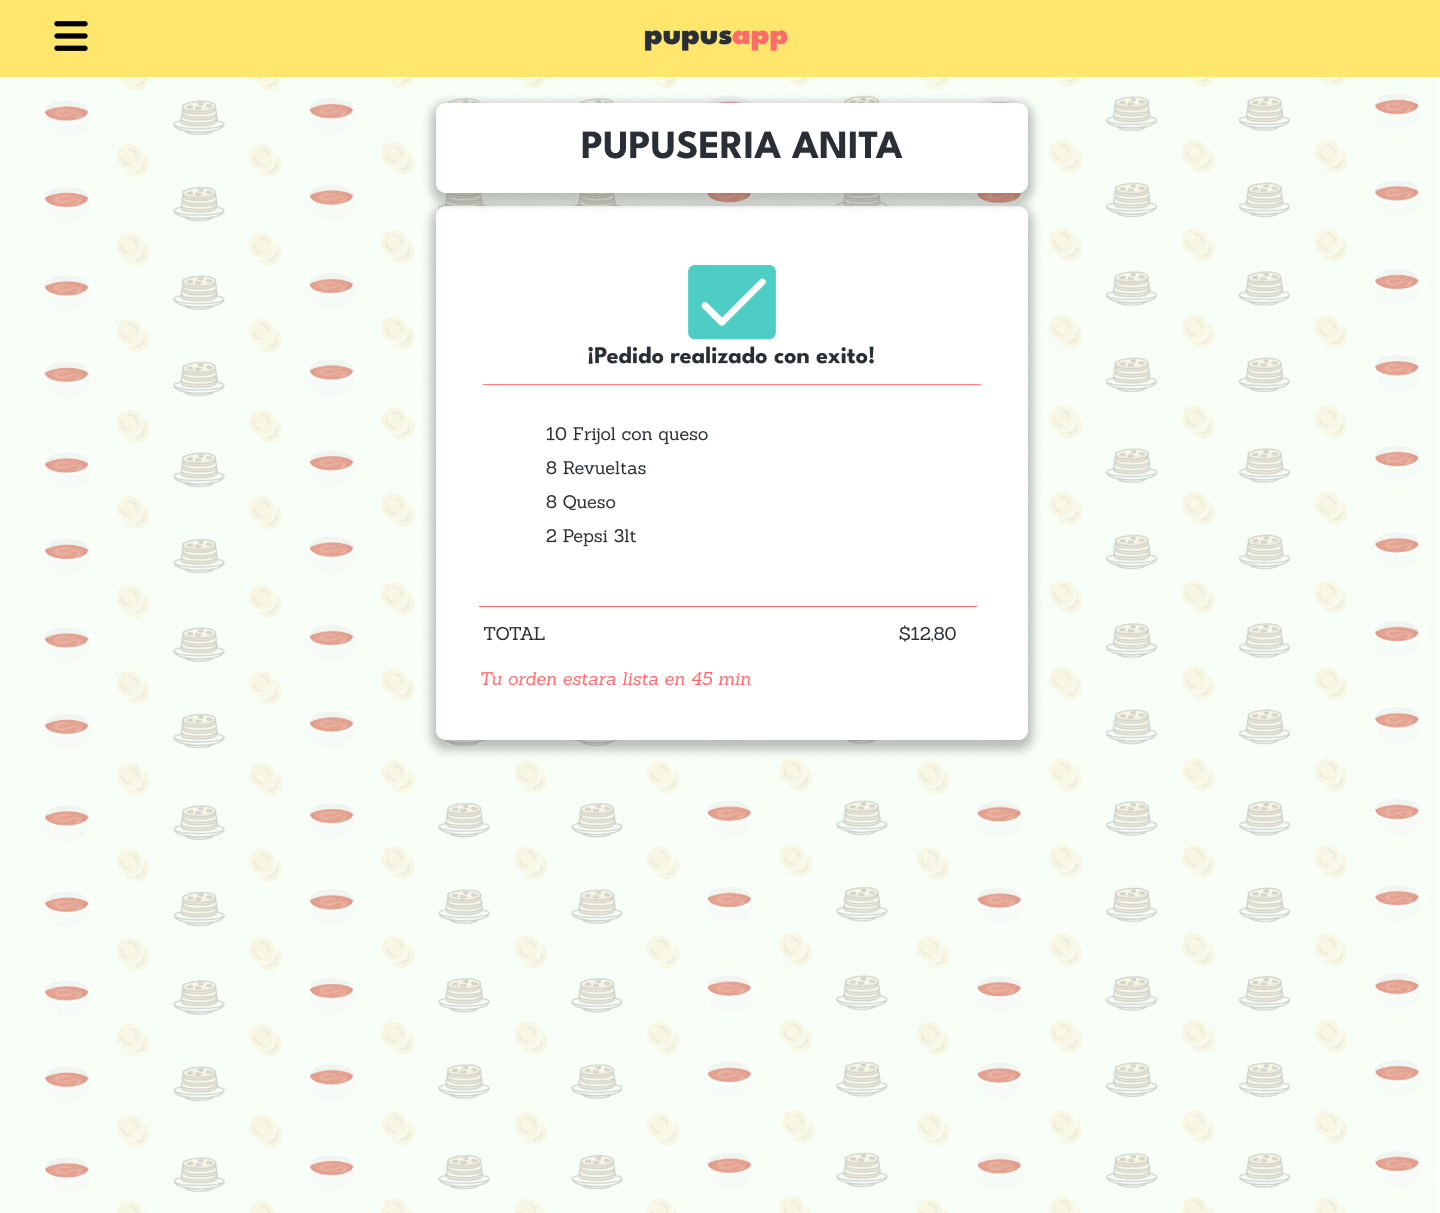 pupusapp
PUPUSERIA ANITA
¡Pedido realizado con exito!
10 Frijol con queso
8 Revueltas
8 Queso
2 Pepsi 3lt
TOTAL $12,80
Tu orden estara lista en 45 min